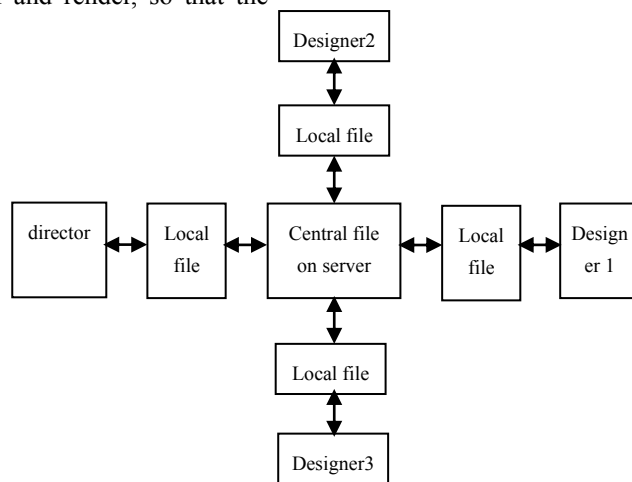 and render, so that the
Designer2
Local file
director
Local
file
Central file
on server
Local
file
Design
er 1
Local file
Designer3